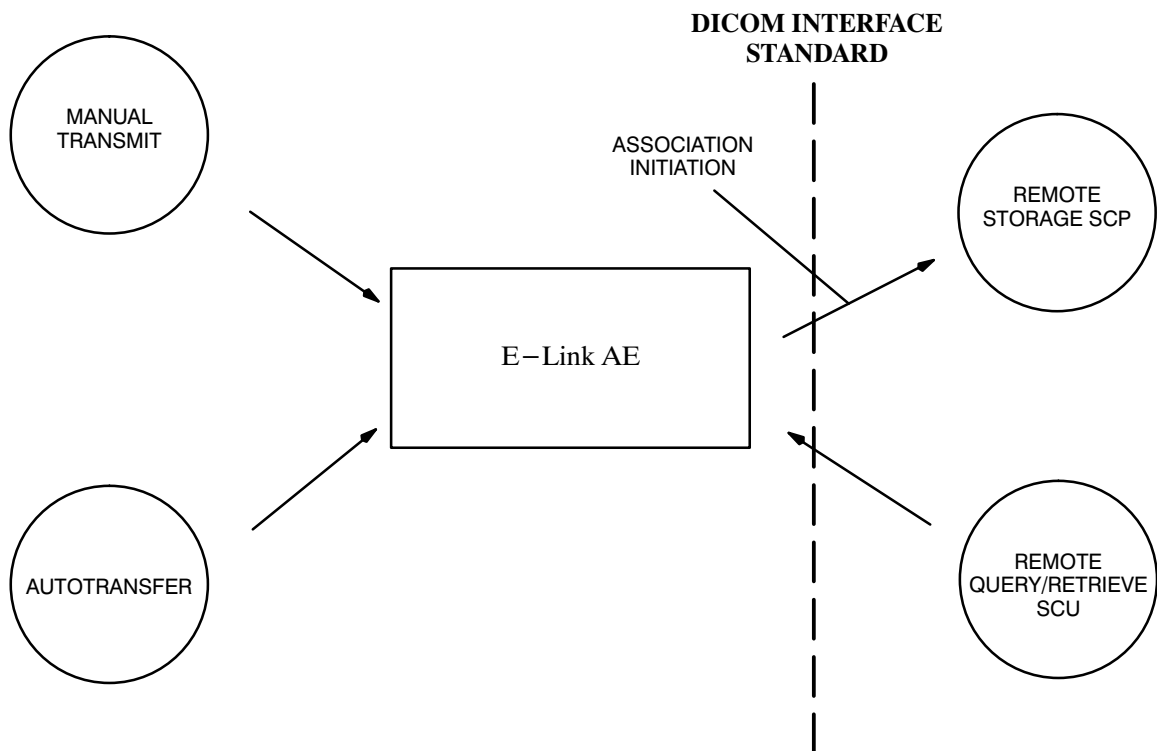 DICOM INTERFACE
STANDARD
MANUAL
TRANSMIT
ASSOCIATION
INITIATION
REMOTE
STORAGE SCP
E−Link AE
AUTOTRANSFER
REMOTE
QUERY/RETRIEVE
SCU